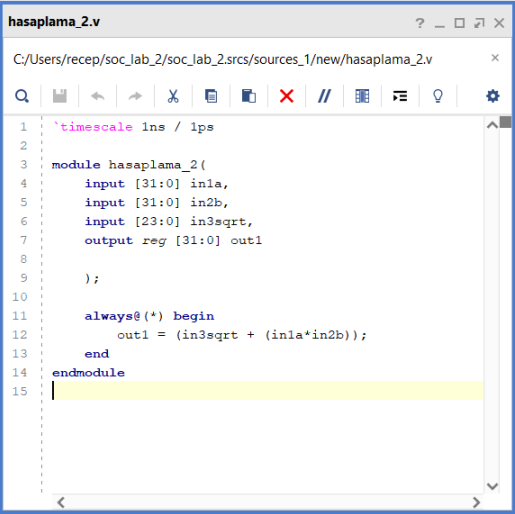 hasaplama_2.v
C:/Users/recep/soc_lab_2/soc_lab_2.srcs/sources_1/new/hasaplama_2.v
1 `timescale 1ns / 1ps
2
3 module hasaplama_2(
4 input [31:0] in1a,
5 input [31:0] in2b,
6 input [23:0] in3sqrt,
7 output reg [31:0] out1
8
9 );
10
11 always@(*) begin
12 out1 = (in3sqrt + (in1a*in2b));
13 end
14 endmodule
15